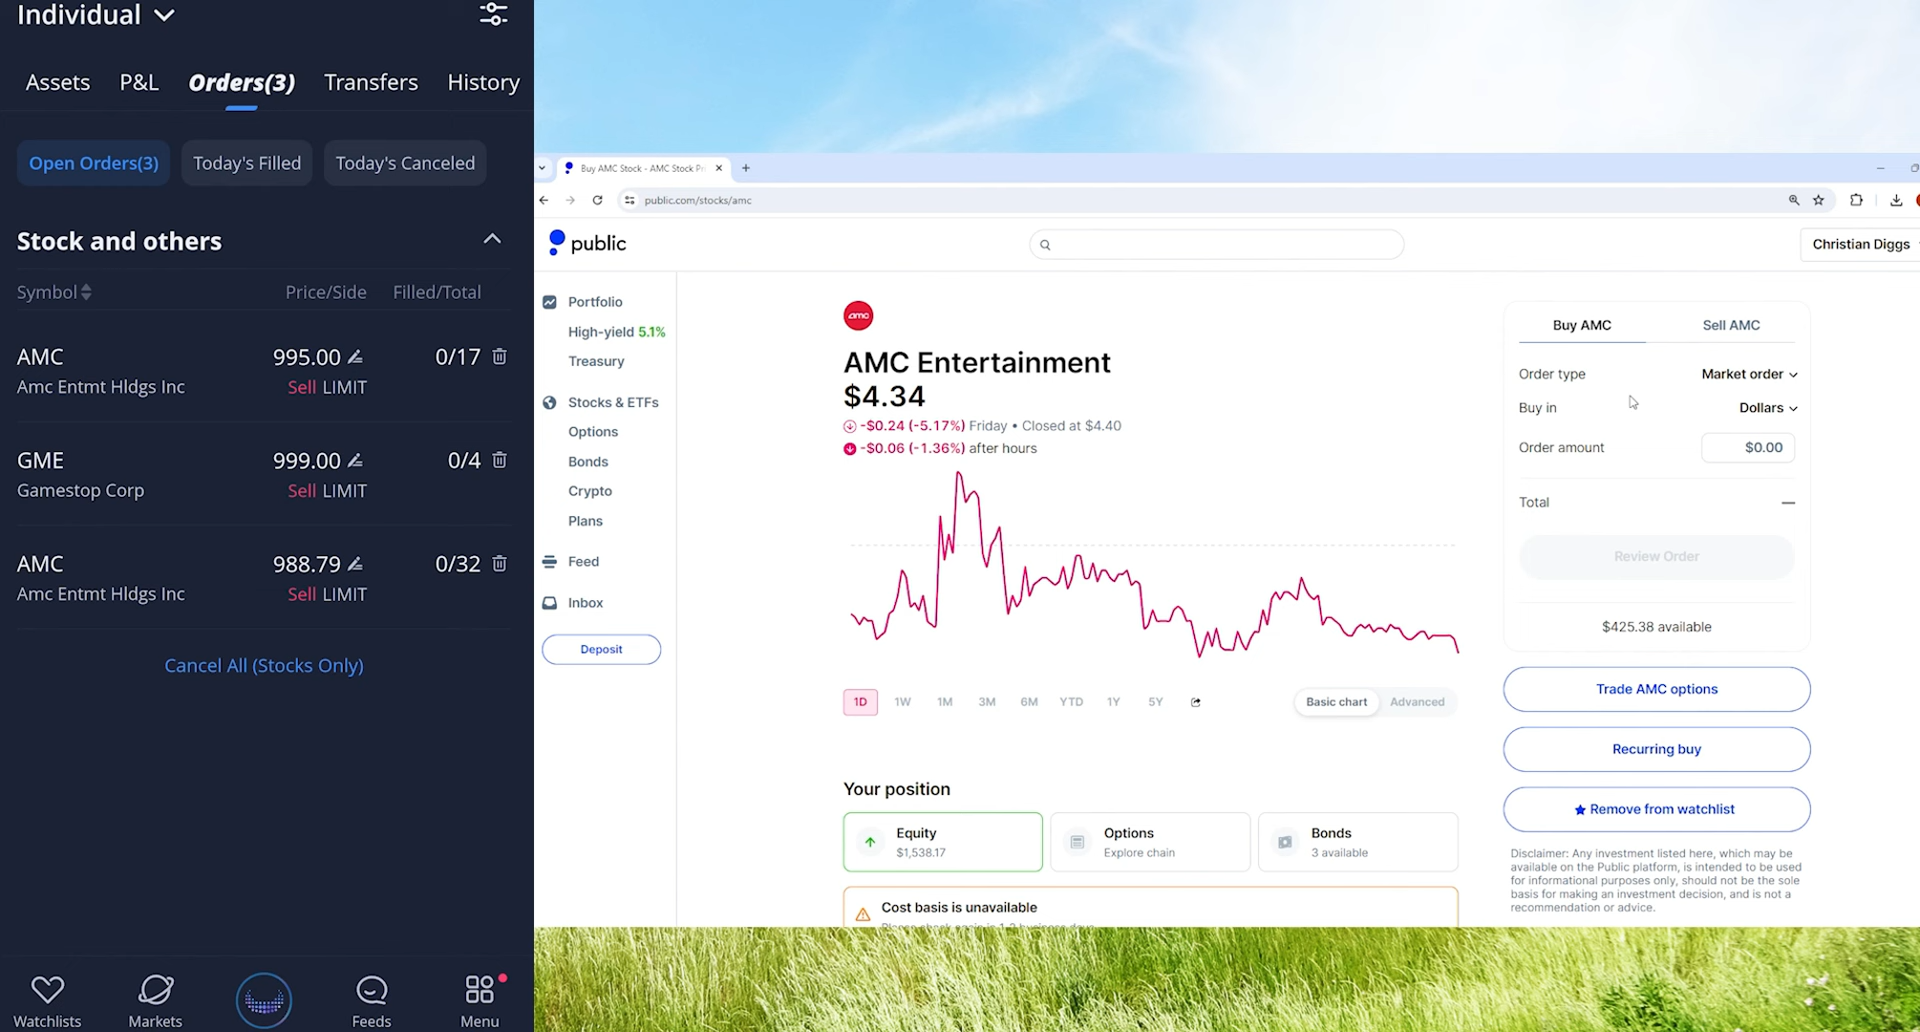 Individual
Assets P&L Orders(3) Transfers History
Open Orders(3) Today's Filled Today's Canceled
Stock and others
Symbol Price/Side Filled/Total
AMC 995.00 0/17
Amc Entmt Hldgs Inc Sell LIMIT
GME 999.00 0/4
Gamestop Corp Sell LIMIT
AMC 988.79 0/32
Amc Entmt Hldgs Inc Sell LIMIT
Cancel All (Stocks Only)
Watchlists Markets Feeds Menu
Buy AMC Stock - AMC Stock Pr
public.com/stocks/amc
public
Christian Diggs
Portfolio
High-yield 5.1%
Treasury
Stocks & ETFs
Options
Bonds
Crypto
Plans
Feed
Inbox
Deposit
amc
AMC Entertainment
$4.34
-$0.24 (-5.17%) Friday • Closed at $4.40
-$0.06 (-1.36%) after hours
1D 1W 1M 3M 6M YTD 1Y 5Y
Basic chart Advanced
Your position
Equity
$1,538.17
Options
Explore chain
Bonds
3 available
Cost basis is unavailable
Buy AMC Sell AMC
Order type Market order
Buy in Dollars
Order amount $0.00
Total —
Review Order
$425.38 available
Trade AMC options
Recurring buy
Remove from watchlist
Disclaimer: Any investment listed here, which may be
available on the Public platform, is intended to be used
for informational purposes only, should not be the sole
basis for making an investment decision, and is not a
recommendation or advice.